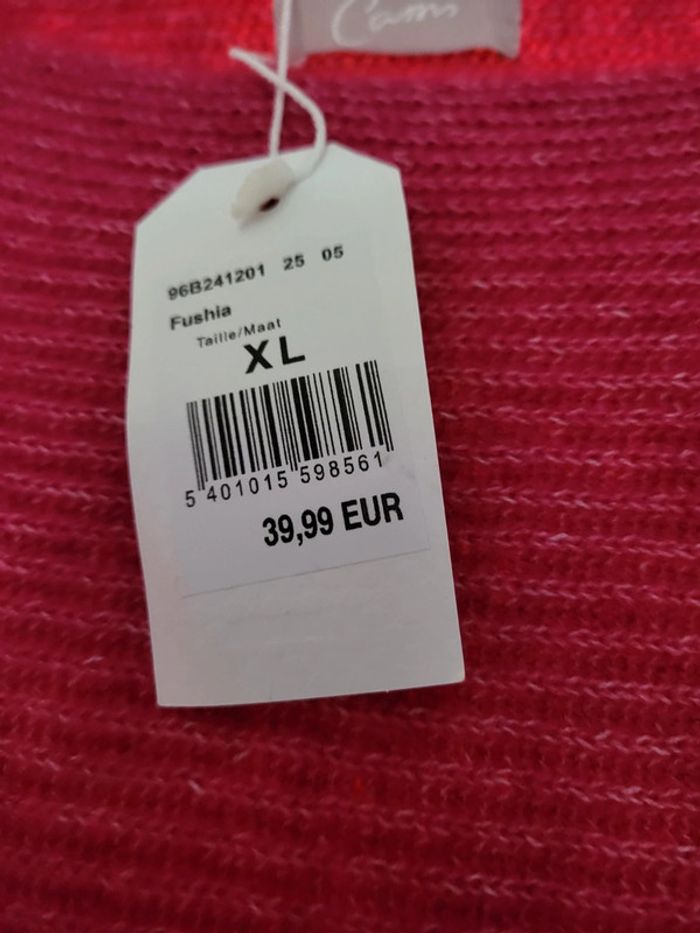 96B241201 25 05
Fushia
Taille/Maat
XL
5 401015 598561
39,99 EUR